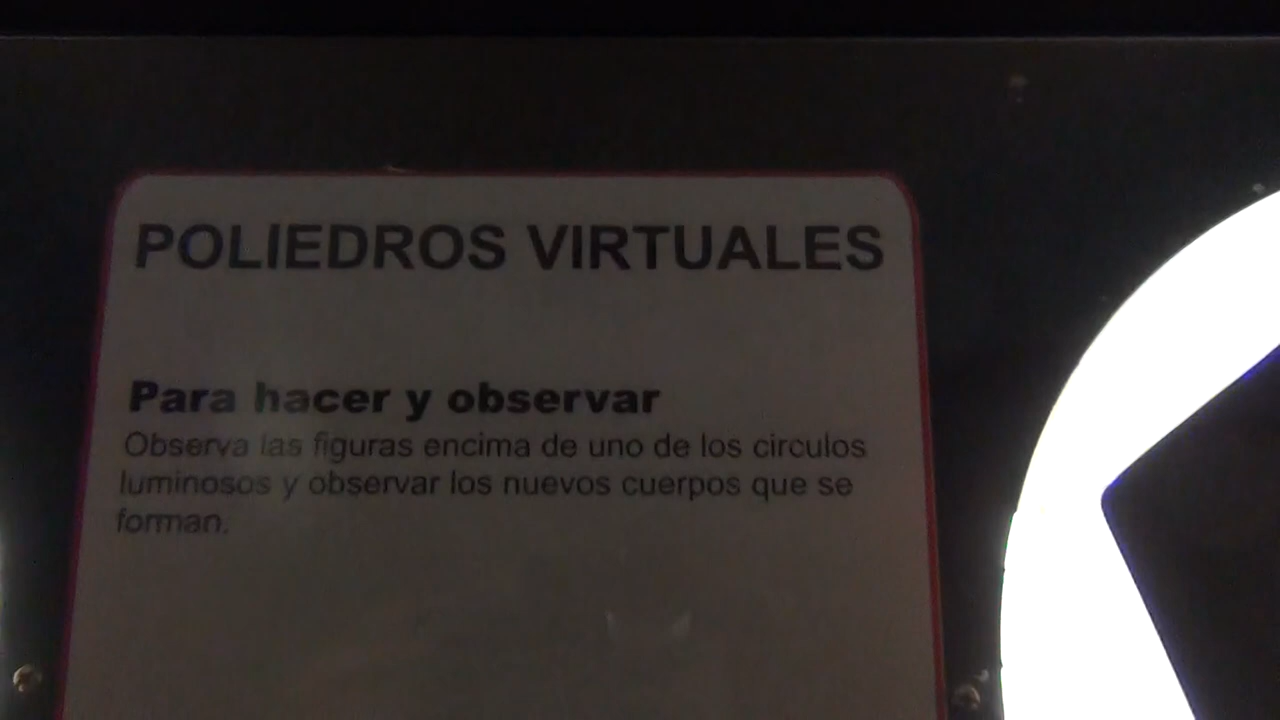 POLIEDROS VIRTUALES
Para hacer y observar
Observa las figuras encima de uno de los circulos
luminosos y observar los nuevos cuerpos que se
forman.